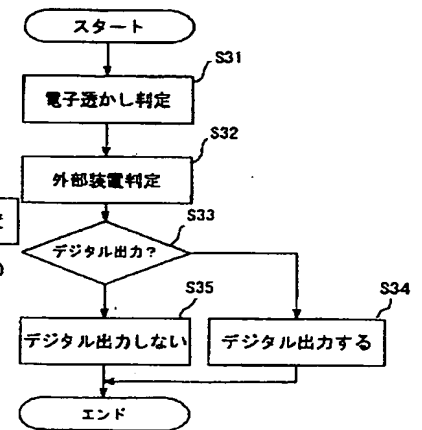 スタート
S31
電子透かし判定
S32
外部装置判定
S33
デジタル出力?
S35
デジタル出力しない
S34
デジタル出力する
エンド